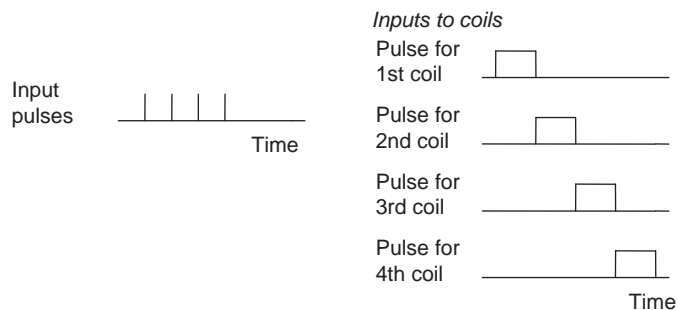 Input
pulses
Time
Inputs to coils
Pulse for
1st coil
Pulse for
2nd coil
Pulse for
3rd coil
Pulse for
4th coil
Time